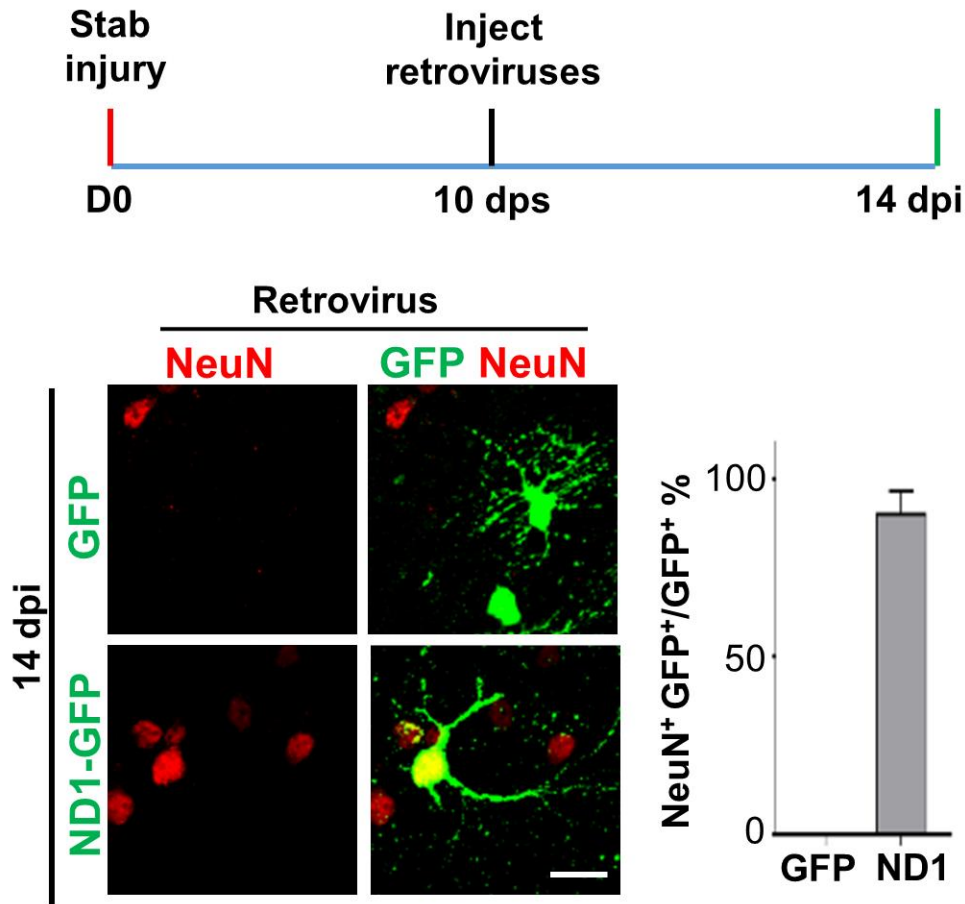 Stab
injury
Inject
retroviruses
D0
10 dps
14 dpi
Retrovirus
NeuN
GFP NeuN
14 dpi
GFP
ND1-GFP
NeuN⁺ GFP⁺/GFP⁺ %
100
50
0
GFP
ND1